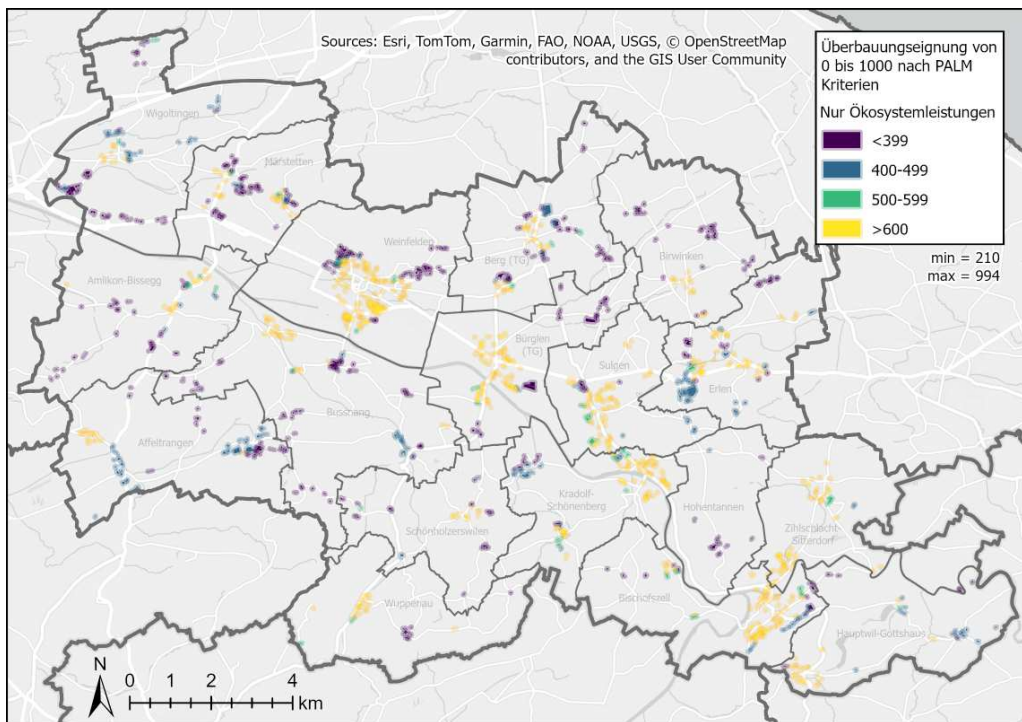 Sources: Esri, TomTom, Garmin, FAO, NOAA, USGS, © OpenStreetMap
contributors, and the GIS User Community
Überbauungseignung von
0 bis 1000 nach PALM
Kriterien
Nur Ökosystemleistungen
<399
400-499
500-599
>600
min = 210
max = 994
Wigoltingen
Märstetten
Weinfelden
Berg (TG)
Birwinken
Amlikon-Bissegg
Bürglen
(TG)
Sulgen
Erlen
Bussnang
Affeltrangen
Kradolf-
Schönenberg
Hohentannen
Zihlschlacht-
Sitterdorf
Schönholzerswilen
Wuppenau
Bischofszell
Hauptwil-Gottshaus
N
0 1 2 4
km